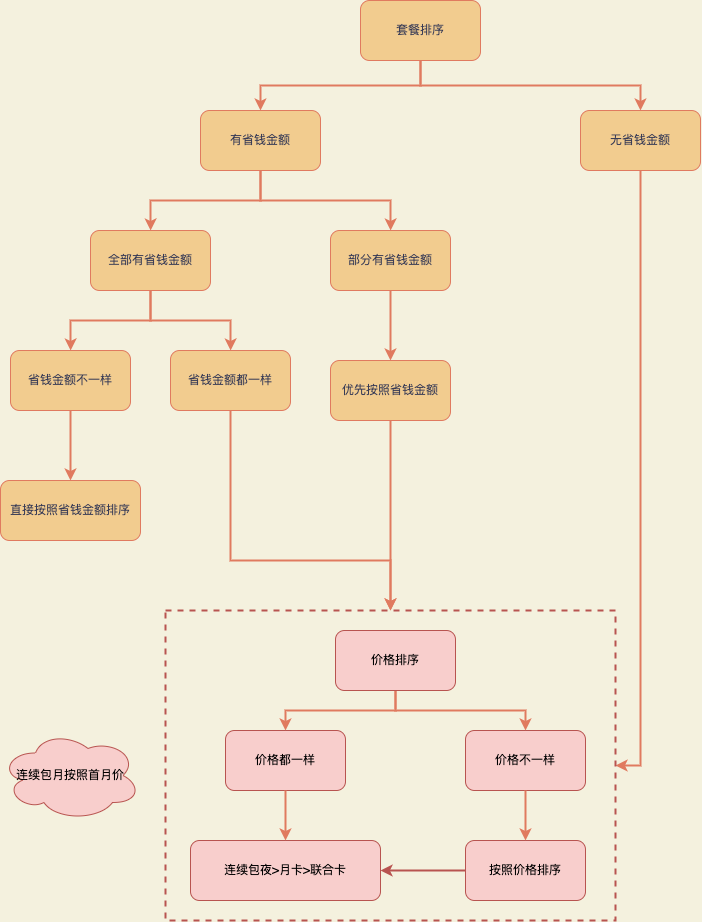 套餐排序
有省钱金额
无省钱金额
全部有省钱金额
部分有省钱金额
省钱金额不一样
省钱金额都一样
优先按照省钱金额
直接按照省钱金额排序
价格排序
价格都一样
价格不一样
连续包月按照首月价
连续包夜>月卡>联合卡
按照价格排序